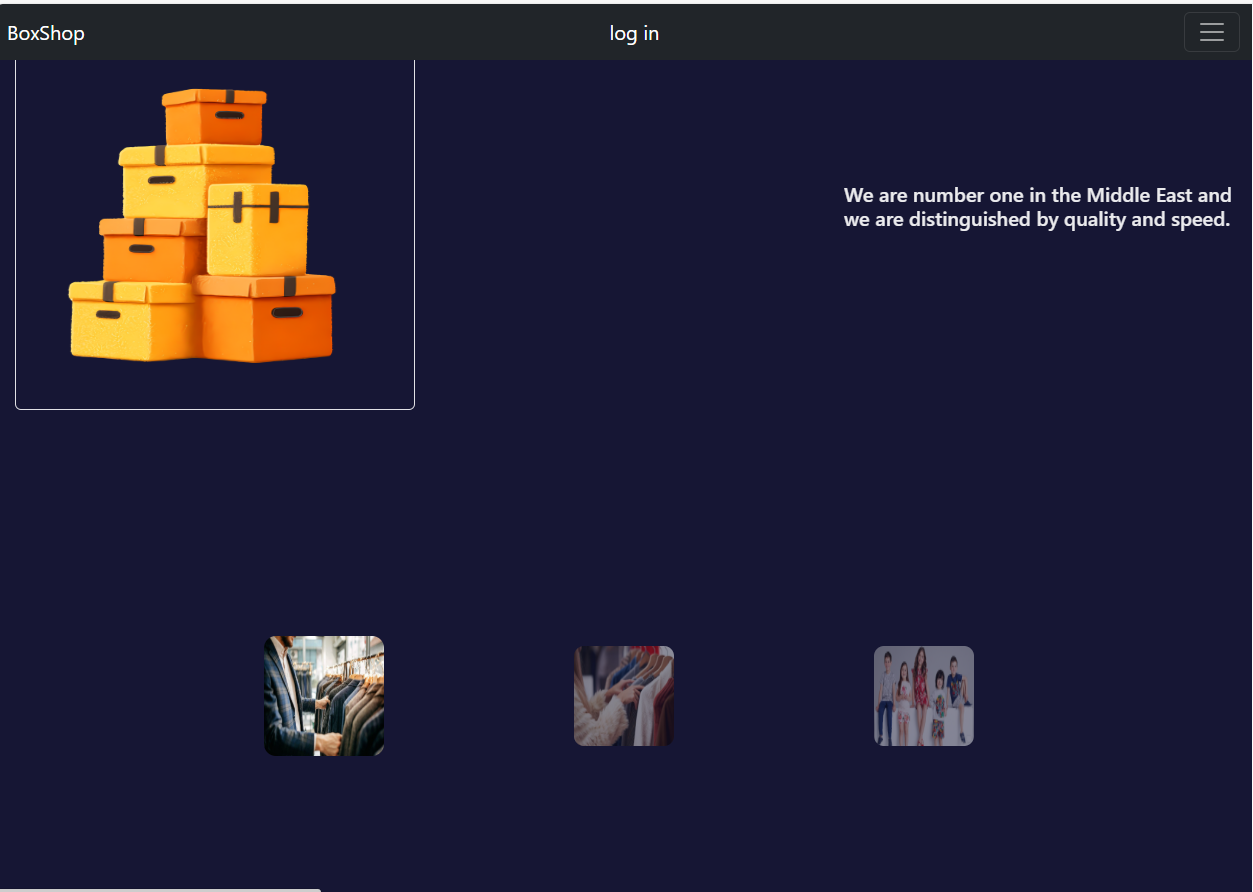 BoxShop
log in
We are number one in the Middle East and
we are distinguished by quality and speed.